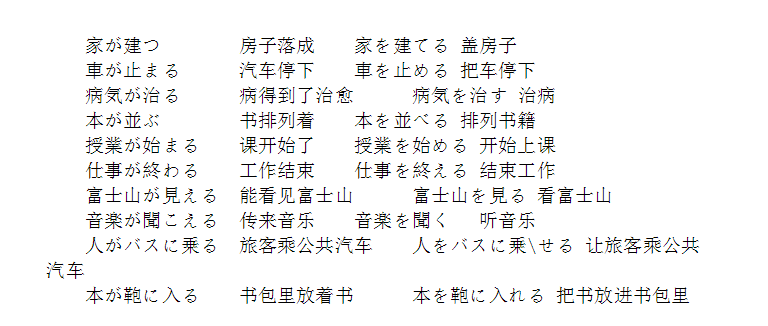 家が建つ 房子落成 家を建てる 盖房子
車が止まる 汽车停下 車を止める 把车停下
病気が治る 病得到了治愈 病気を治す 治病
本が並ぶ 书排列着 本を並べる 排列书籍
授業が始まる 课开始了 授業を始める 开始上课
仕事が終わる 工作结束 仕事を終える 结束工作
富士山が見える 能看见富士山 富士山を見る 看富士山
音楽が聞こえる 传来音乐 音楽を聞く 听音乐
人がバスに乗る 旅客乘公共汽车 人をバスに乗\せる 让旅客乘公共
汽车
本が鞄に入る 书包里放着书 本を鞄に入れる 把书放进书包里